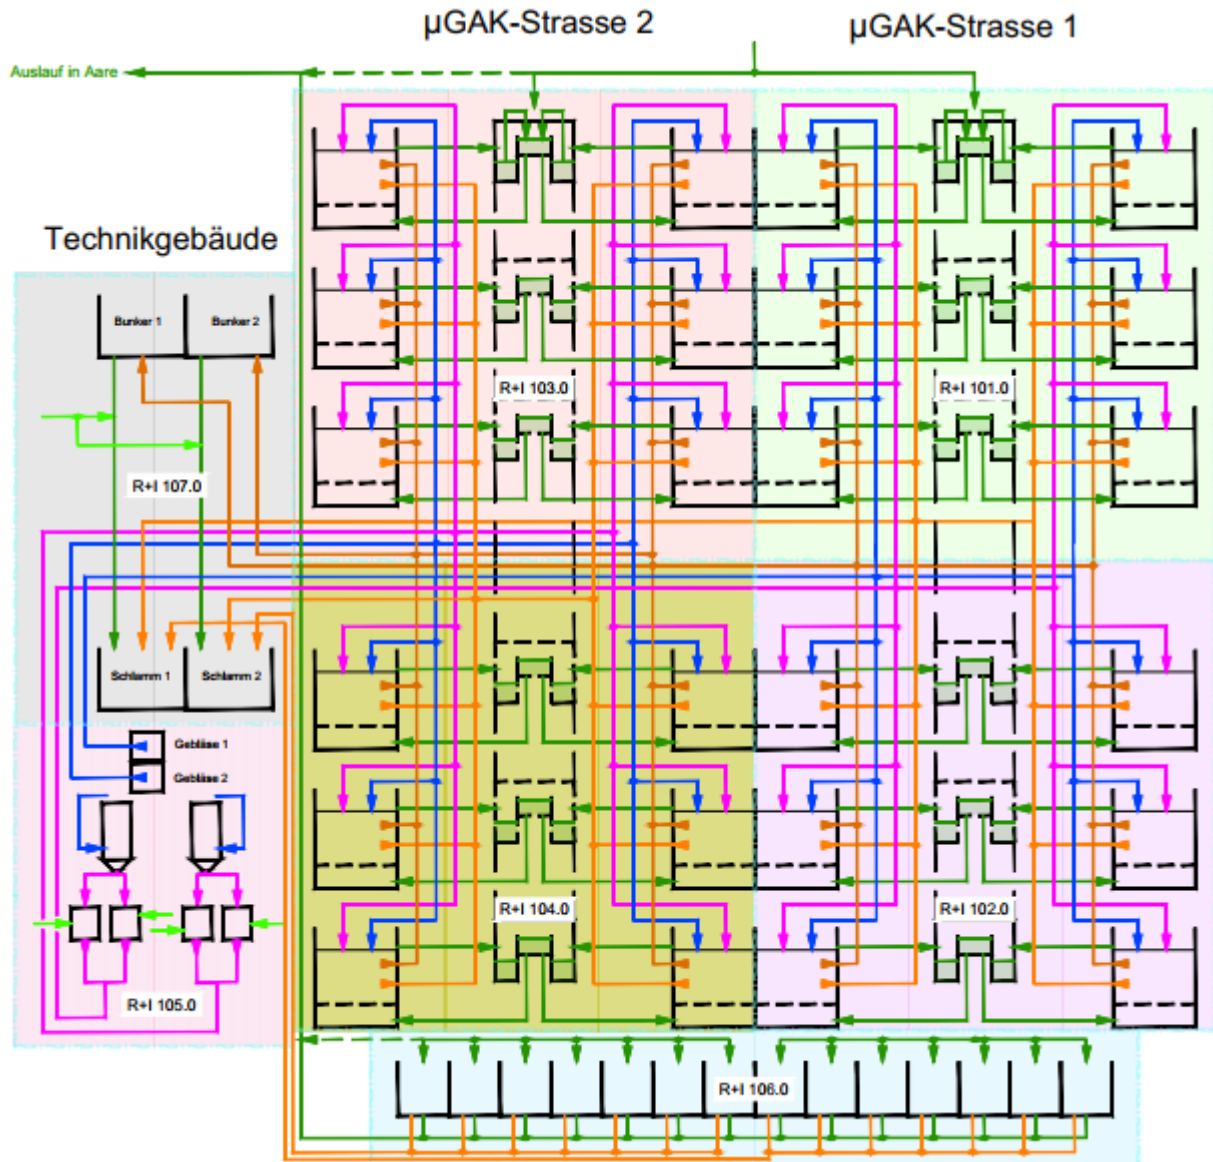 µGAK-Strasse 2
µGAK-Strasse 1
Auslauf in Aare
Technikgebäude
Bunker 1
Bunker 2
R+I 103.0
R+I 101.0
R+I 107.0
Schlamm 1
Schlamm 2
Gebläse 1
Gebläse 2
R+I 104.0
R+I 102.0
R+I 105.0
R+I 106.0